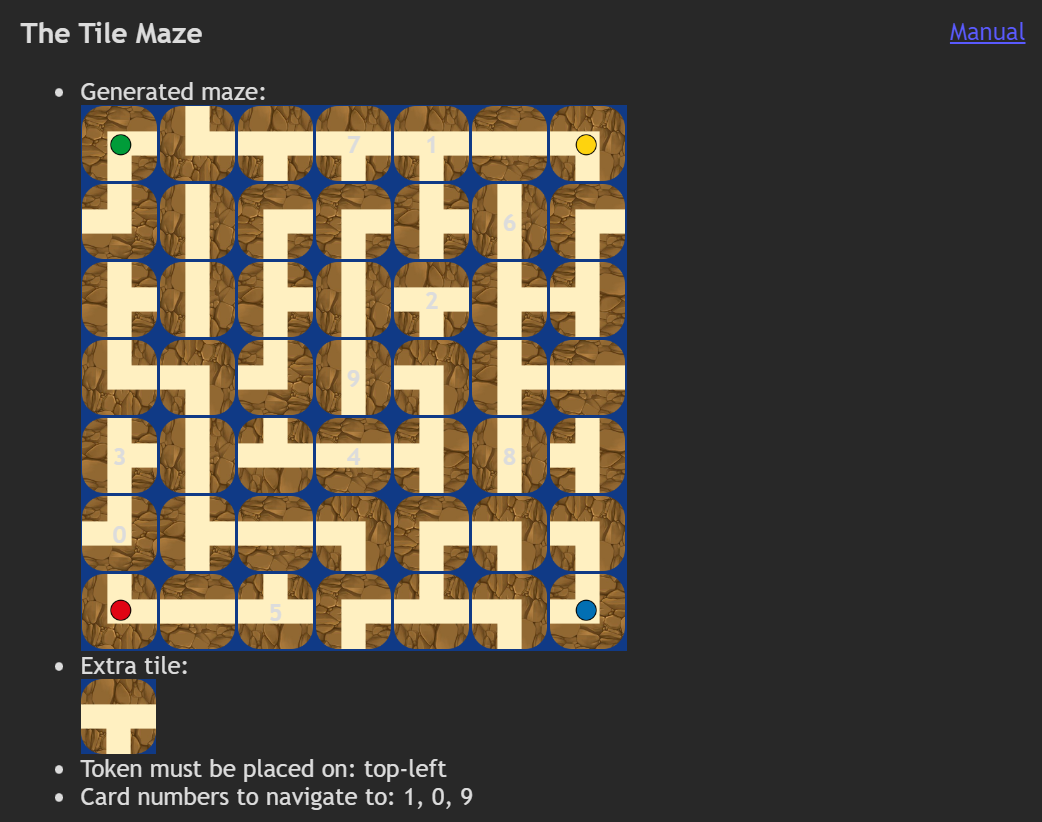 The Tile Maze
Manual
Generated maze:
7 1
6
2
9
3 4 8
0
5
Extra tile:
Token must be placed on: top-left
Card numbers to navigate to: 1, 0, 9